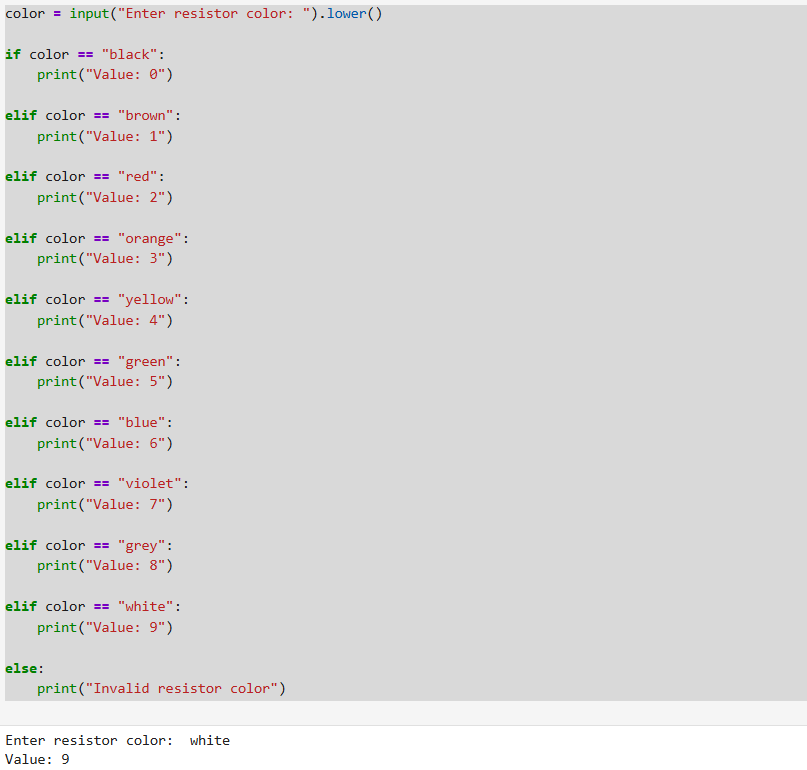 color = input("Enter resistor color: ").lower()
if color == "black":
    print("Value: 0")
elif color == "brown":
    print("Value: 1")
elif color == "red":
    print("Value: 2")
elif color == "orange":
    print("Value: 3")
elif color == "yellow":
    print("Value: 4")
elif color == "green":
    print("Value: 5")
elif color == "blue":
    print("Value: 6")
elif color == "violet":
    print("Value: 7")
elif color == "grey":
    print("Value: 8")
elif color == "white":
    print("Value: 9")
else:
    print("Invalid resistor color")
Enter resistor color:  white
Value: 9